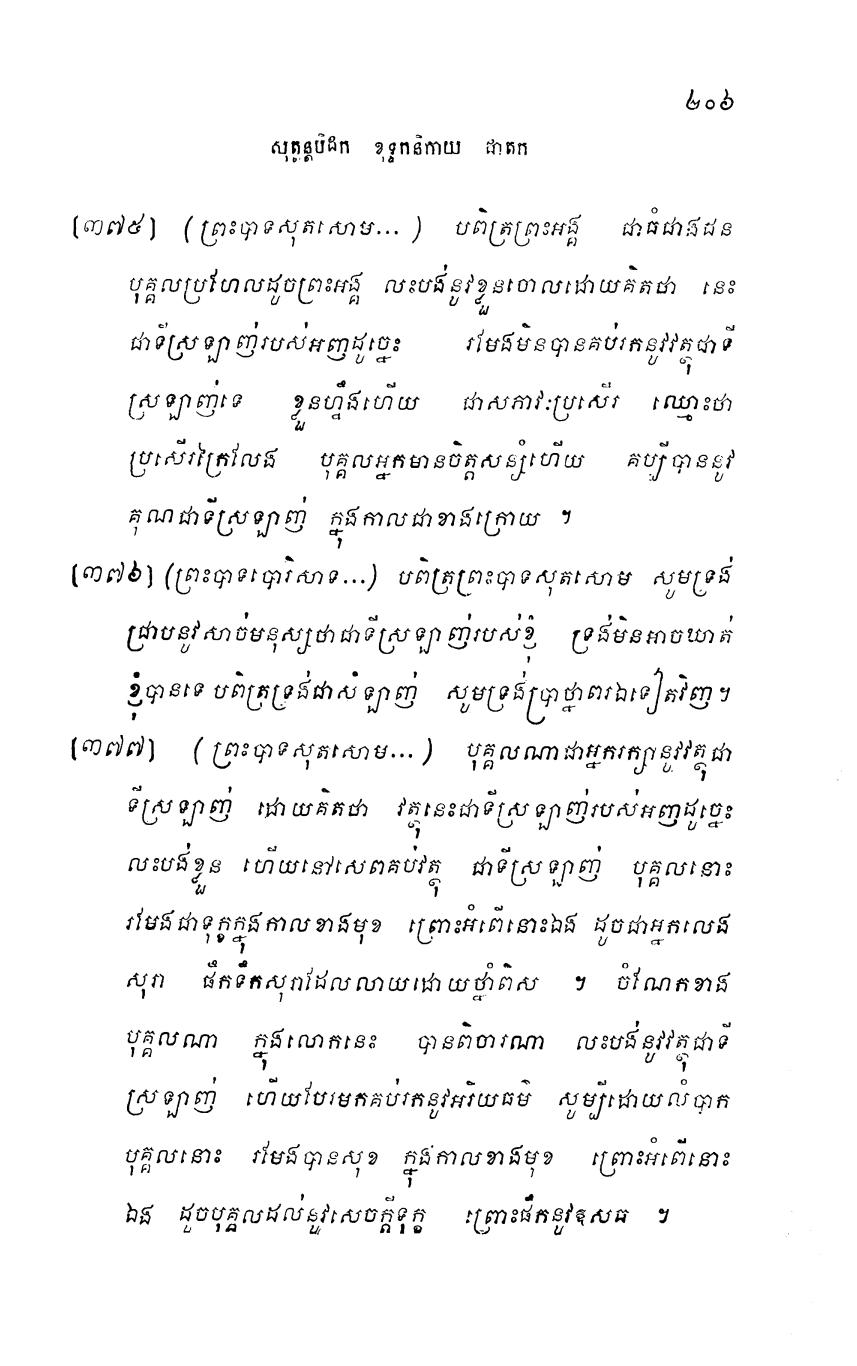 ២០៦
សុត្តន្តបិដក ខុទ្ទកនិកាយ ជាតក
[៣៧៥] (ព្រះបាទសុតសោម...) បពិត្រព្រះអង្គ ជាធំជាងជន
បុគ្គលប្រហែលដូចព្រះអង្គ លះបង់នូវខ្លួនចោលដោយគិតថា នេះ
ជាទីស្រឡាញ់របស់អញដូច្នេះ រមែងមិនបានគប់រកនូវវត្ថុជាទី
ស្រឡាញ់ទេ ខ្លួនហ្នឹងហើយ ជាសភាវៈប្រសើរ ឈ្មោះថា
ប្រសើរក្រៃលែង បុគ្គលអ្នកមានចិត្តសន្សំហើយ គប្បីបាននូវ
គុណជាទីស្រឡាញ់ ក្នុងកាលជាខាងក្រោយ ។
[៣៧៦] (ព្រះបាទបោរិសាទ...) បពិត្រព្រះបាទសុតសោម សូមទ្រង់
ជ្រាបនូវសាច់មនុស្សថាជាទីស្រឡាញ់របស់ខ្ញុំ ទ្រង់មិនអាចឃាត់
ខ្ញុំបានទេ បពិត្រទ្រង់ជាសំឡាញ់ សូមទ្រង់ប្រាថ្នាពរឯទៀតវិញ។
[៣៧៧] (ព្រះបាទសុតសោម...) បុគ្គលណាជាអ្នករក្សានូវវត្ថុជា
ទីស្រឡាញ់ ដោយគិតថា វត្ថុនេះជាទីស្រឡាញ់របស់អញដូច្នេះ
លះបង់ខ្លួន ហើយនៅសេពគប់វត្ថុ ជាទីស្រឡាញ់ បុគ្គលនោះ
រមែងជាទុក្ខក្នុងកាលខាងមុខ ព្រោះអំពើនោះឯង ដូចជាអ្នកលេង
សុរា ផឹកទឹកសុរាដែលលាយដោយថ្នាំពិស ។ ចំណែកខាង
បុគ្គលណា ក្នុងលោកនេះ បានពិចារណា លះបង់នូវវត្ថុជាទី
ស្រឡាញ់ ហើយបែរមកគប់រកនូវអរិយធម៌ សូម្បីដោយលំបាក
បុគ្គលនោះ រមែងបានសុខ ក្នុងកាលខាងមុខ ព្រោះអំពើនោះ
ឯង ដូចបុគ្គលដល់នូវសេចក្តីទុក្ខ ព្រោះផឹកនូវឱសធ ។